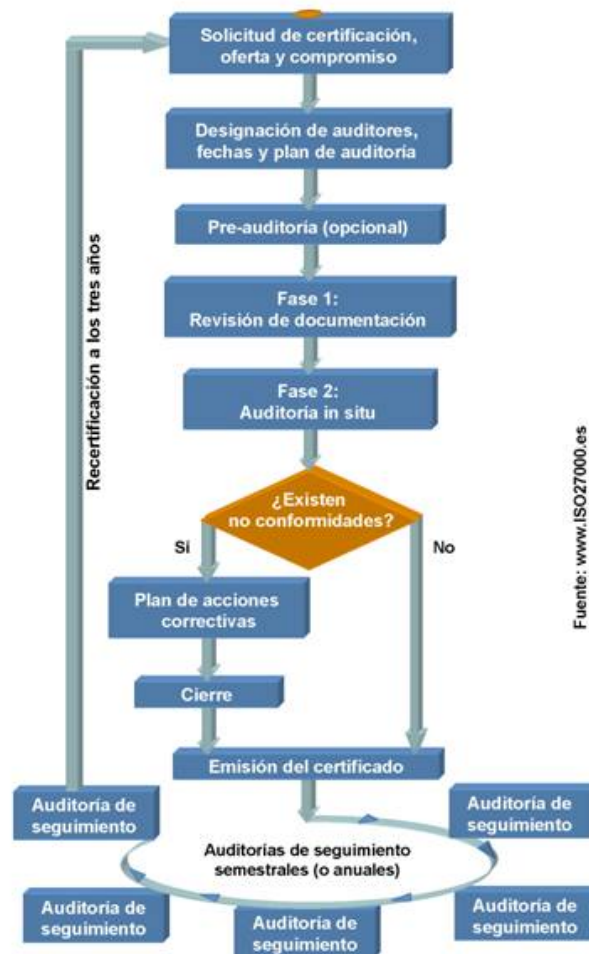 Solicitud de certificación,
oferta y compromiso
Designación de auditores,
fechas y plan de auditoría
Pre-auditoría (opcional)
Fase 1:
Revisión de documentación
Fase 2:
Auditoría in situ
¿Existen
no conformidades?
Sí
No
Plan de acciones
correctivas
Cierre
Emisión del certificado
Auditoría de
seguimiento
Auditoría de
seguimiento
Auditorías de seguimiento
semestrales (o anuales)
Auditoría de
seguimiento
Auditoría de
seguimiento
Auditoría de
seguimiento
Recertificación a los tres años
Fuente: www.ISO27000.es